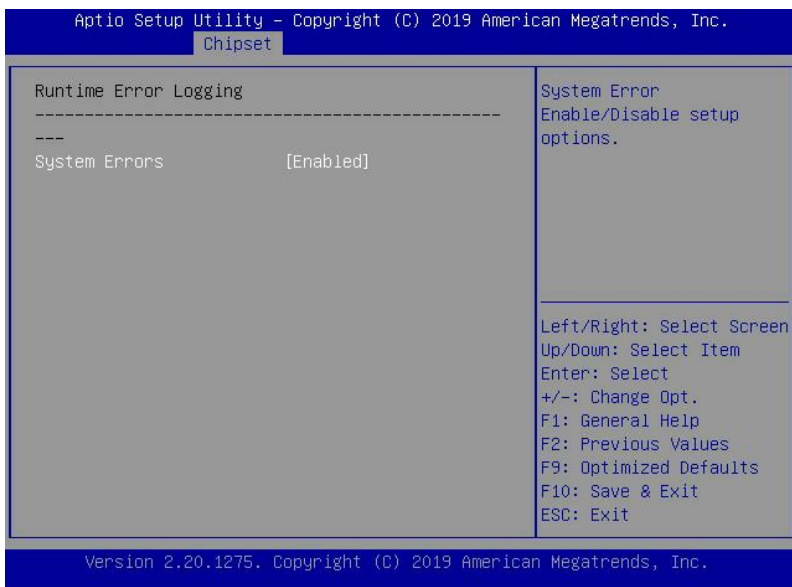 Aptio Setup Utility – Copyright (C) 2019 American Megatrends, Inc.
Chipset
Runtime Error Logging
-----------------------------------------------
---
System Errors [Enabled]
System Error
Enable/Disable setup
options.
Left/Right: Select Screen
Up/Down: Select Item
Enter: Select
+/-: Change Opt.
F1: General Help
F2: Previous Values
F9: Optimized Defaults
F10: Save & Exit
ESC: Exit
Version 2.20.1275. Copyright (C) 2019 American Megatrends, Inc.